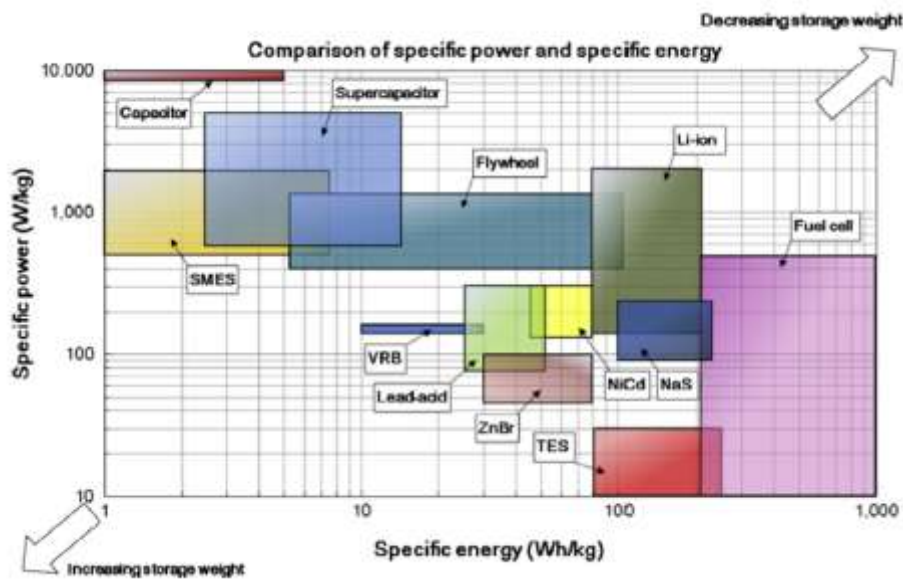 Decreasing storage weight
Comparison of specific power and specific energy
10.000
Capacitor
Supercapacitor
Li-ion
Flywheel
1,000
Fuel cell
SMES
VRB
100
Lead-acid
NiCd
NaS
ZnBr
TES
10
1
10
100
1,000
Specific power (W/kg)
Specific energy (Wh/kg)
Increasing storage weight